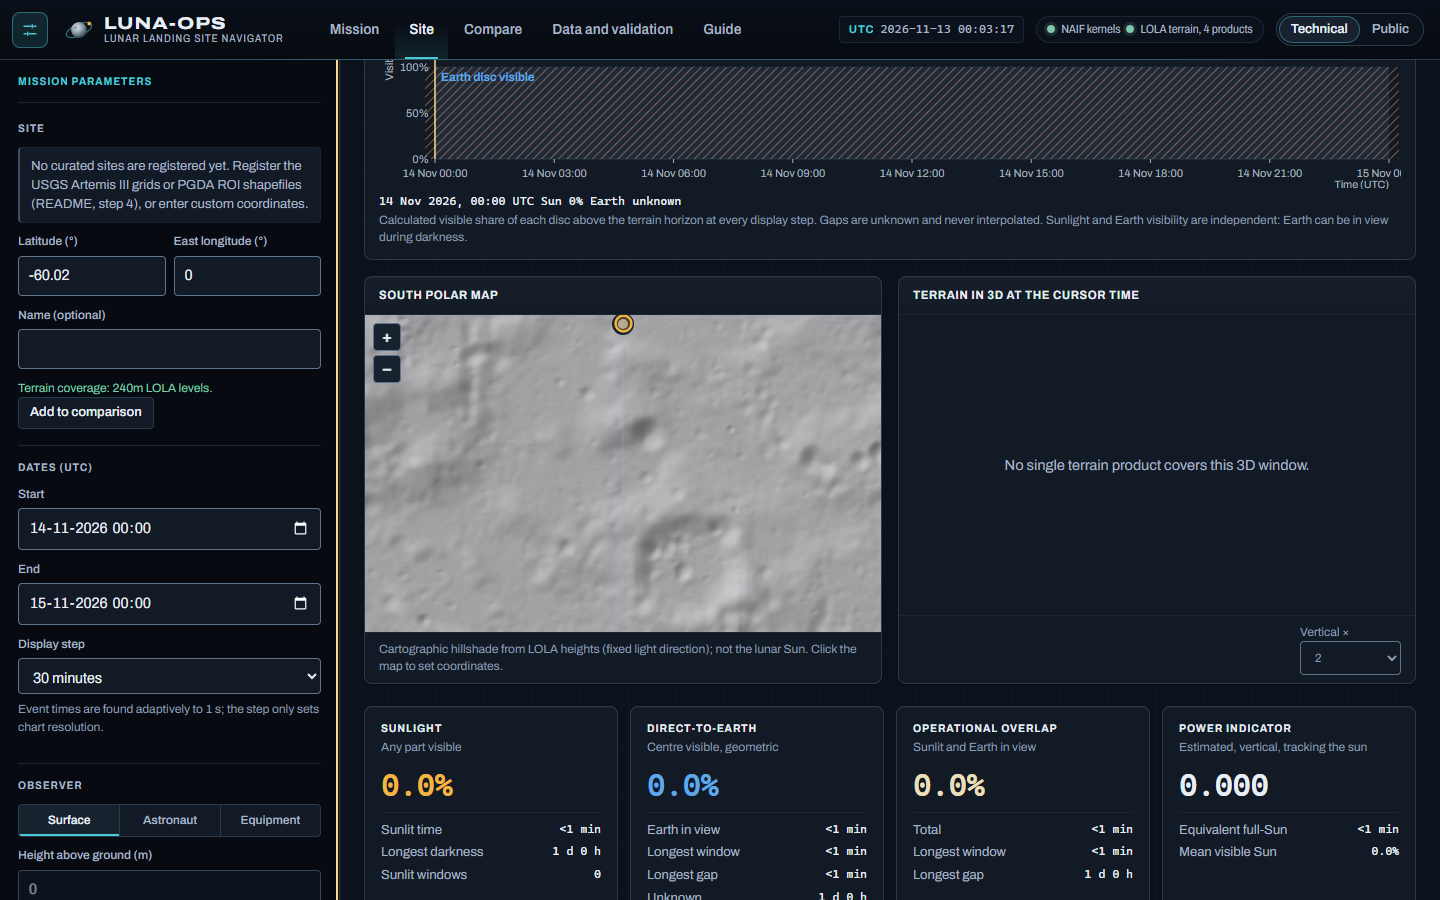 LUNA-OPS
LUNAR LANDING SITE NAVIGATOR
Mission
Site
Compare
Data and validation
Guide
UTC 2026-11-13 00:03:17
NAIF kernels
LOLA terrain, 4 products
Technical
Public
MISSION PARAMETERS
SITE
No curated sites are registered yet. Register the
USGS Artemis III grids or PGDA ROI shapefiles
(README, step 4), or enter custom coordinates.
Latitude (°)
East longitude (°)
-60.02
0
Name (optional)
Terrain coverage: 240m LOLA levels.
Add to comparison
DATES (UTC)
Start
14-11-2026 00:00
End
15-11-2026 00:00
Display step
30 minutes
Event times are found adaptively to 1 s; the step only sets
chart resolution.
OBSERVER
Surface
Astronaut
Equipment
Height above ground (m)
0
100%
Earth disc visible
50%
0%
14 Nov 00:00
14 Nov 03:00
14 Nov 06:00
14 Nov 09:00
14 Nov 12:00
14 Nov 15:00
14 Nov 18:00
14 Nov 21:00
15 Nov 0
Time (UTC)
14 Nov 2026, 00:00 UTC Sun 0% Earth unknown
Calculated visible share of each disc above the terrain horizon at every display step. Gaps are unknown and never interpolated. Sunlight and Earth visibility are independent: Earth can be in view
during darkness.
SOUTH POLAR MAP
+
−
Cartographic hillshade from LOLA heights (fixed light direction); not the lunar Sun. Click the
map to set coordinates.
TERRAIN IN 3D AT THE CURSOR TIME
No single terrain product covers this 3D window.
Vertical ×
2
SUNLIGHT
Any part visible
0.0%
Sunlit time <1 min
Longest darkness 1 d 0 h
Sunlit windows 0
DIRECT-TO-EARTH
Centre visible, geometric
0.0%
Earth in view <1 min
Longest window <1 min
Longest gap <1 min
Unknown 1 d 0 h
OPERATIONAL OVERLAP
Sunlit and Earth in view
0.0%
Total <1 min
Longest window <1 min
Longest gap 1 d 0 h
POWER INDICATOR
Estimated, vertical, tracking the sun
0.000
Equivalent full-Sun <1 min
Mean visible Sun 0.0%